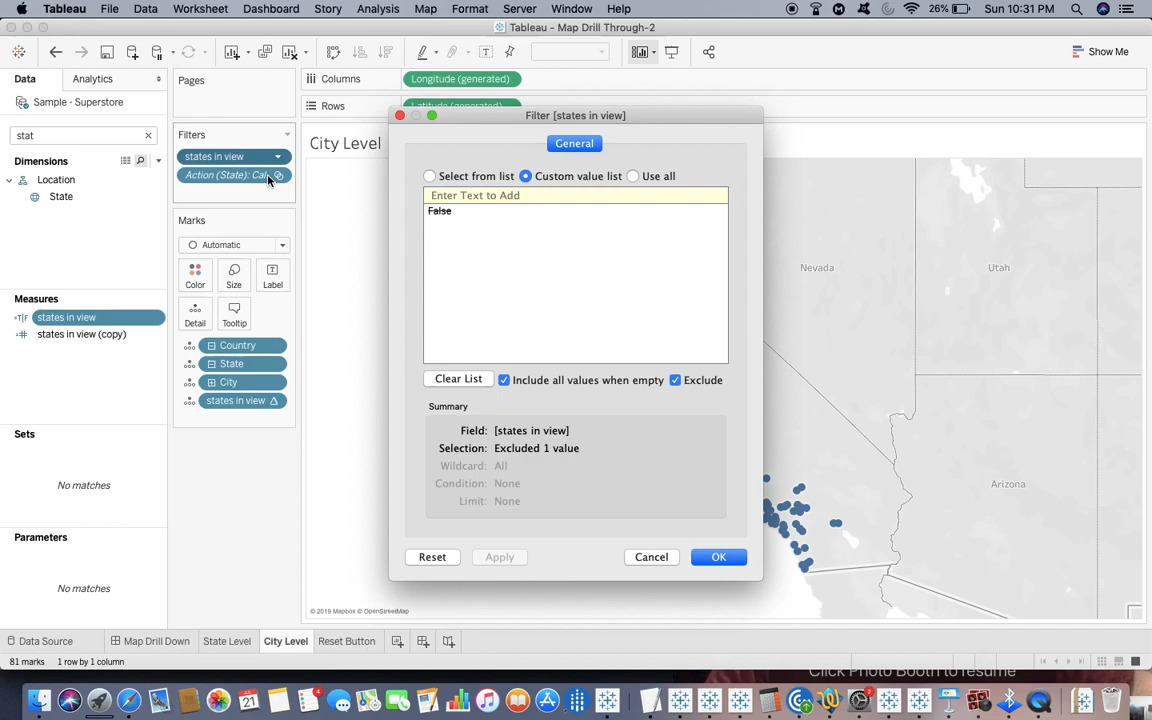 Tableau File Data Worksheet Dashboard Story Analysis Map Format Server Window Help 26% Sun 10:31 PM
Tableau - Map Drill Through-2
Show Me
Data Analytics
Sample - Superstore
stat
Dimensions
Location
State
Measures
states in view
states in view (copy)
Sets
No matches
Parameters
No matches
Pages
Filters
states in view
Action (State): Cal
Marks
Automatic
Color Size Label
Detail Tooltip
Country
State
City
states in view
Columns Longitude (generated)
Rows Latitude (generated)
City Level
Filter [states in view]
General
Select from list Custom value list Use all
Enter Text to Add
False
Clear List Include all values when empty Exclude
Summary
Field: [states in view]
Selection: Excluded 1 value
Wildcard: All
Condition: None
Limit: None
Reset Apply Cancel OK
Nevada Utah
Arizona
© 2019 Mapbox © OpenStreetMap
Data Source Map Drill Down State Level City Level Reset Button
81 marks 1 row by 1 column
Click Photo Booth to resume